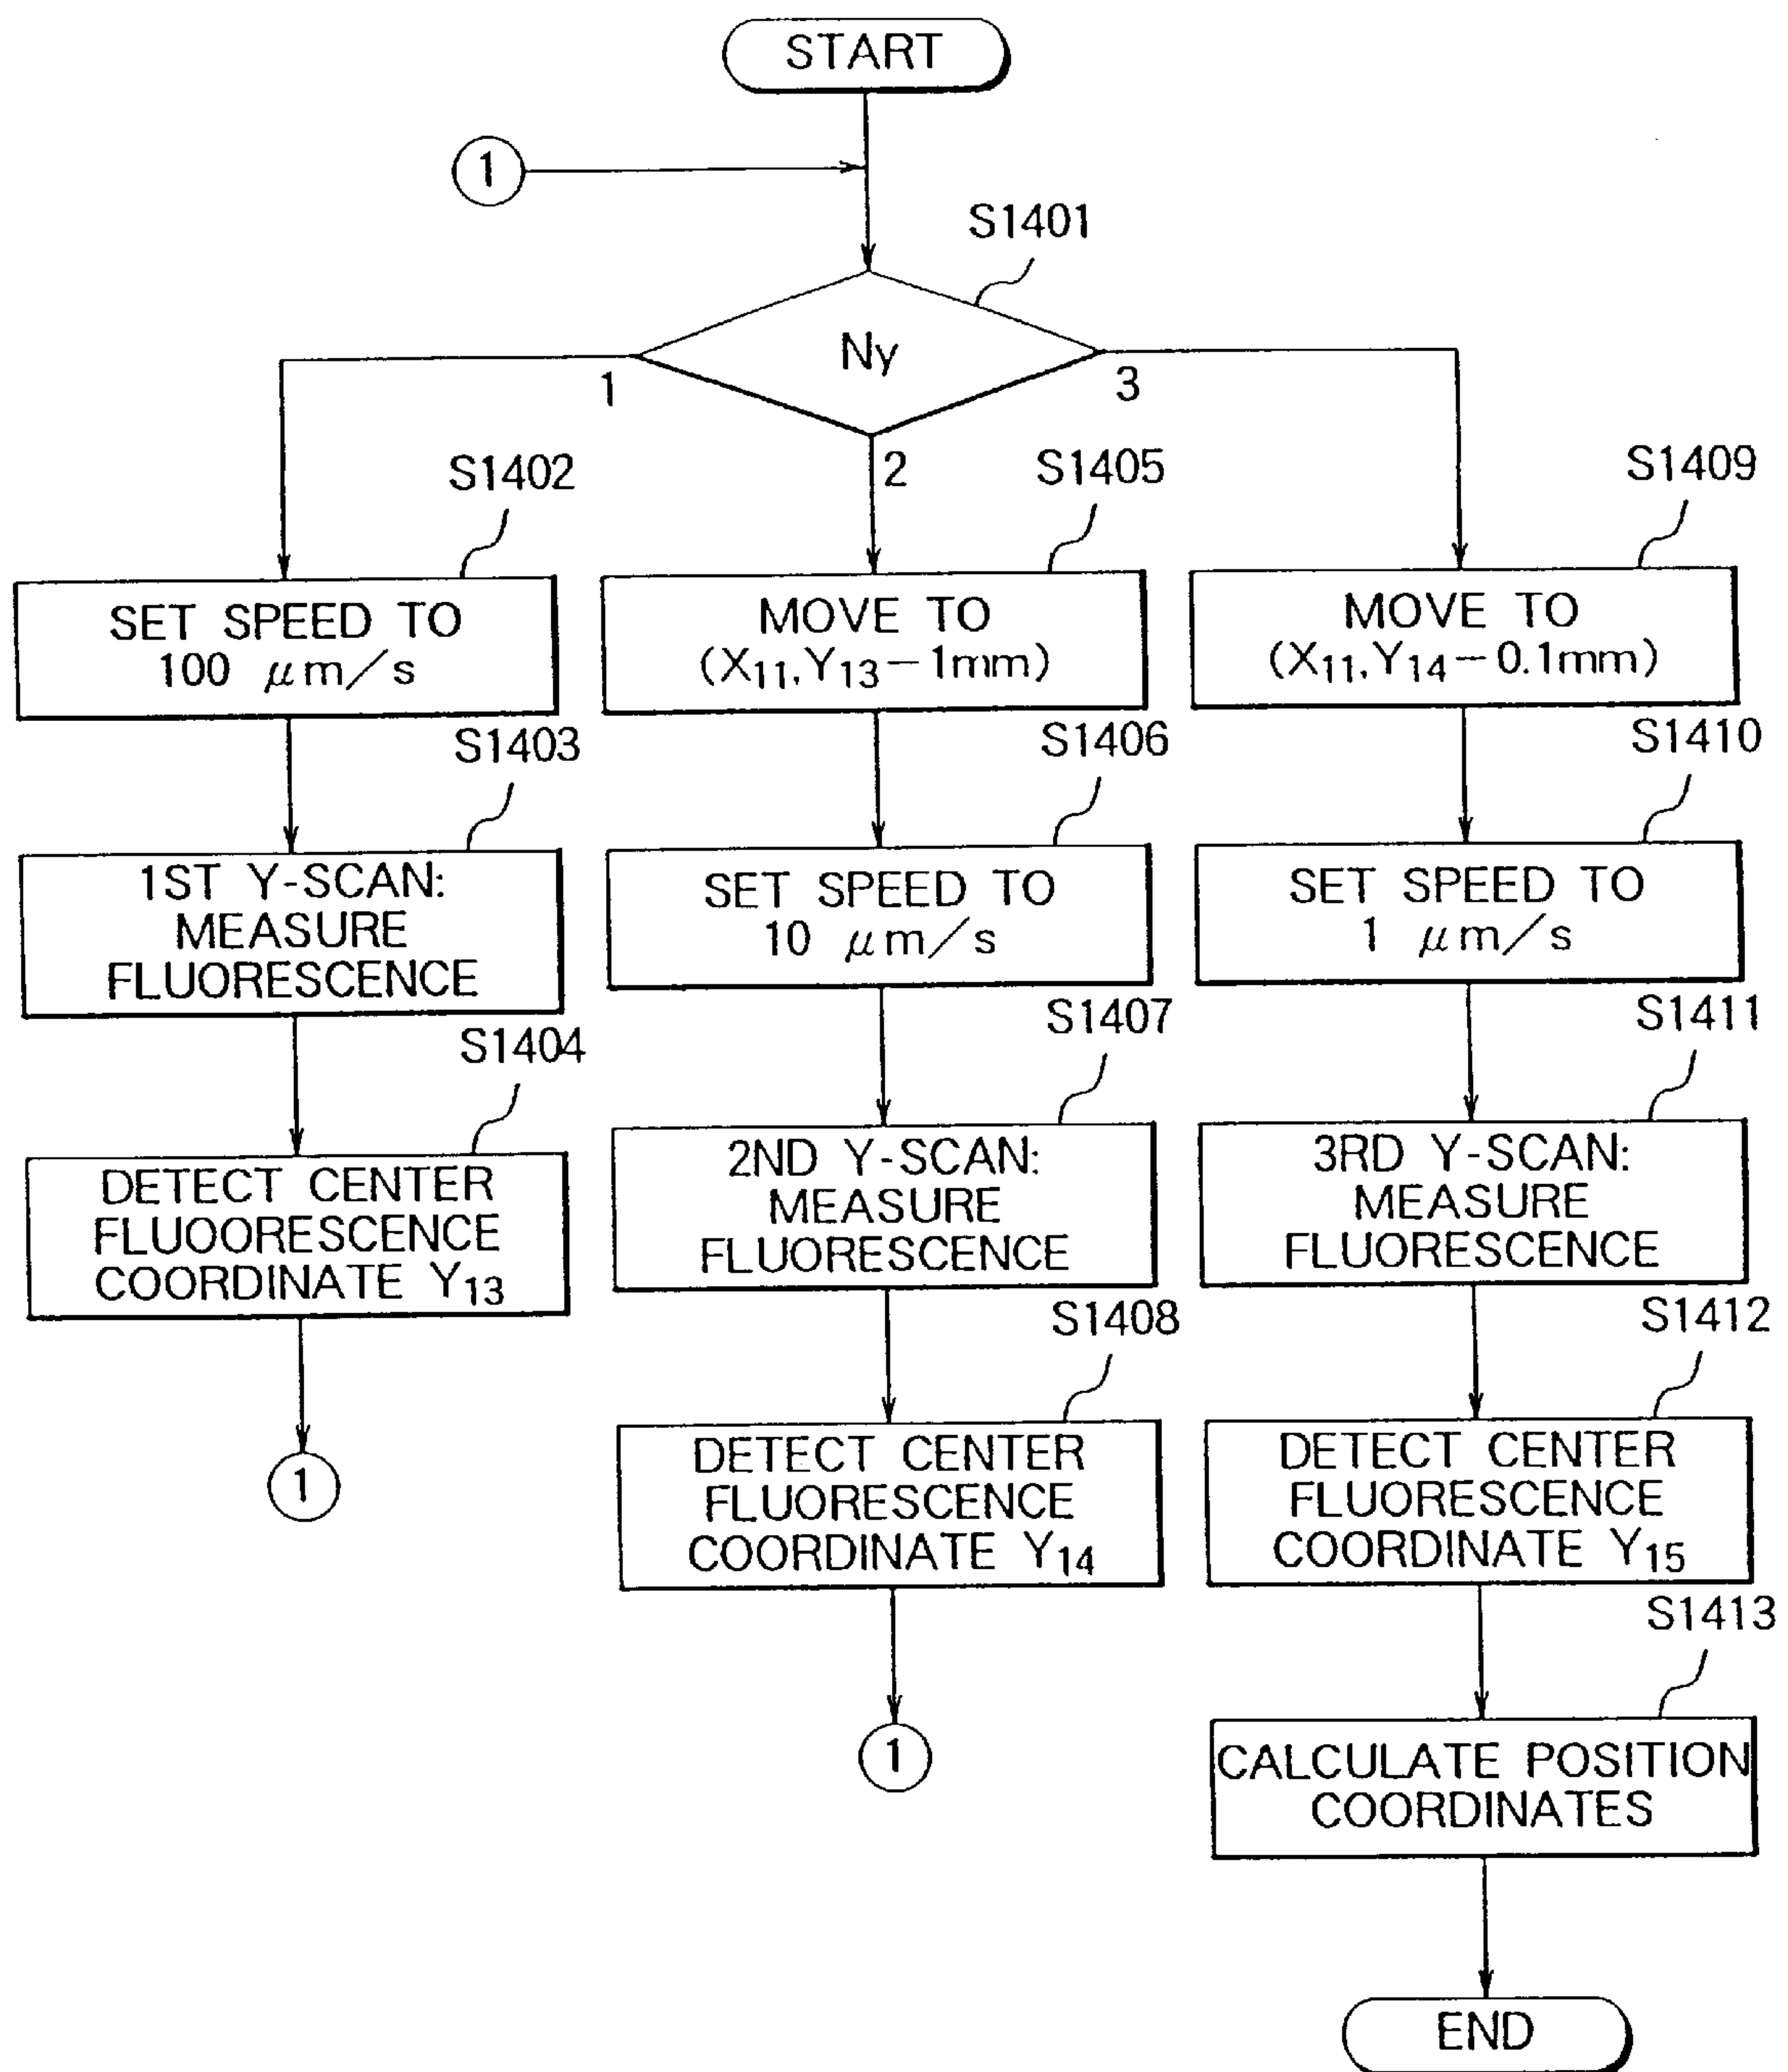 START
1
S1401
Ny
1
2
3
S1402
SET SPEED TO
100 μm/s
S1403
1ST Y-SCAN:
MEASURE
FLUORESCENCE
S1404
DETECT CENTER
FLUOORESCENCE
COORDINATE Y13
1
S1405
MOVE TO
(X11,Y13-1mm)
S1406
SET SPEED TO
10 μm/s
S1407
2ND Y-SCAN:
MEASURE
FLUORESCENCE
S1408
DETECT CENTER
FLUORESCENCE
COORDINATE Y14
1
S1409
MOVE TO
(X11,Y14-0.1mm)
S1410
SET SPEED TO
1 μm/s
S1411
3RD Y-SCAN:
MEASURE
FLUORESCENCE
S1412
DETECT CENTER
FLUORESCENCE
COORDINATE Y15
S1413
CALCULATE POSITION
COORDINATES
END